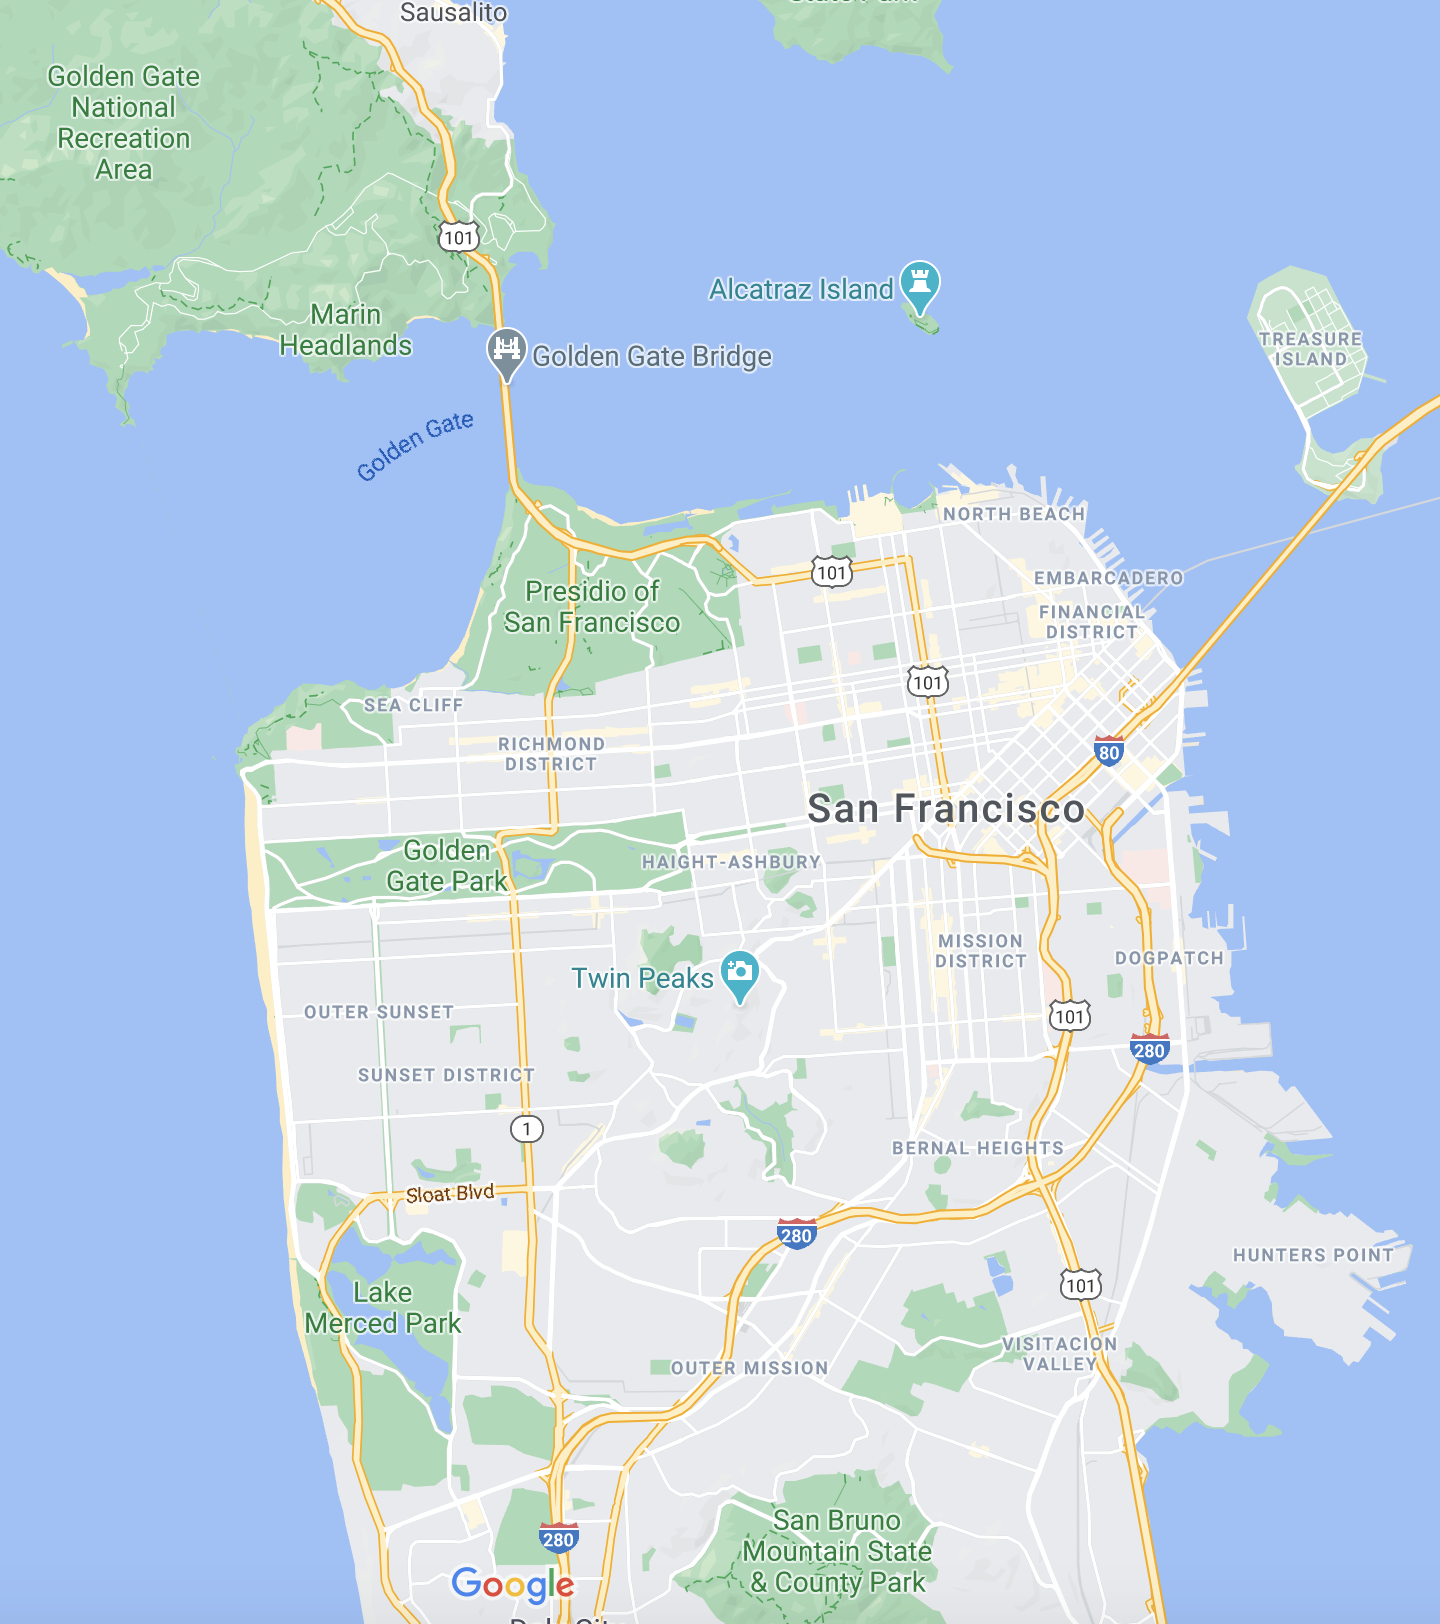 Sausalito
Golden Gate
National
Recreation
Area
101
Alcatraz Island
Marin
Headlands
Golden Gate Bridge
TREASURE
ISLAND
Golden Gate
NORTH BEACH
101
EMBARCADERO
Presidio of
San Francisco
FINANCIAL
DISTRICT
101
SEA CLIFF
RICHMOND
DISTRICT
80
San Francisco
Golden
Gate Park
HAIGHT-ASHBURY
MISSION
DISTRICT
DOGPATCH
Twin Peaks
OUTER SUNSET
101
280
SUNSET DISTRICT
1
BERNAL HEIGHTS
Sloat Blvd
280
HUNTERS POINT
101
Lake
Merced Park
VISITACION
VALLEY
OUTER MISSION
San Bruno
Mountain State
& County Park
280
Google